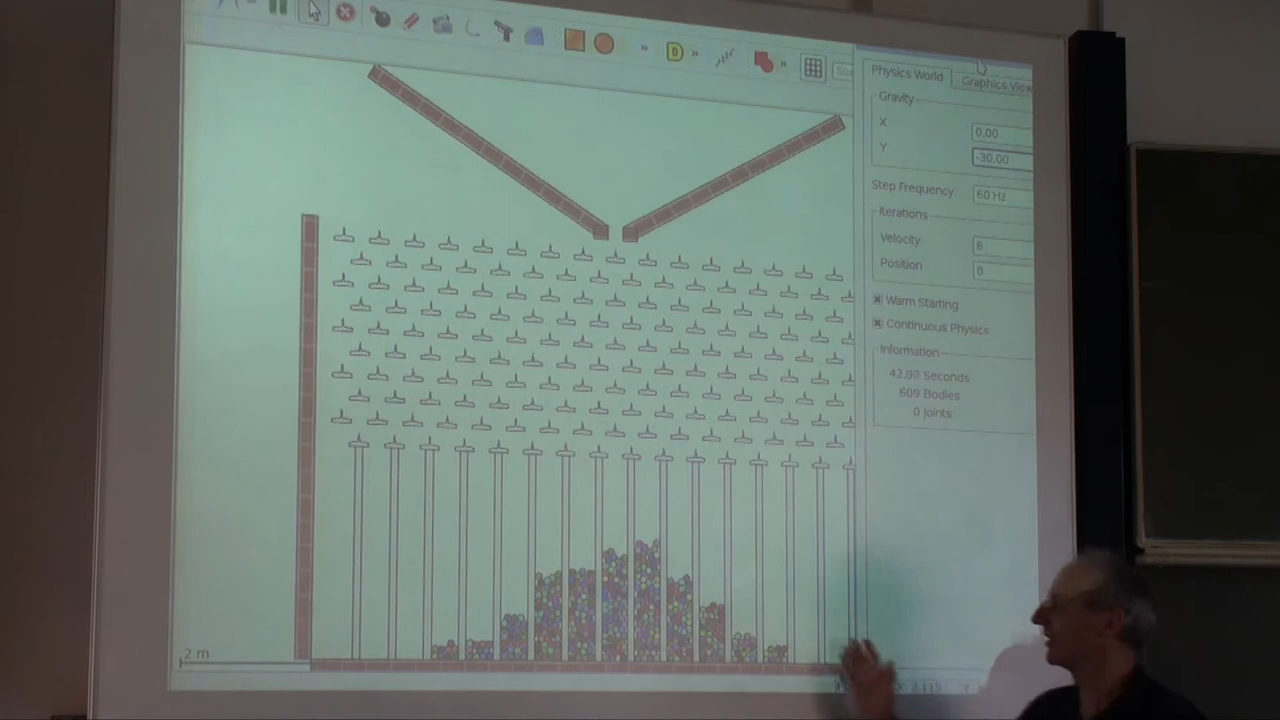 D
Physics World
Graphics View
Gravity
X
0.00
Y
-30.00
Step Frequency
60 Hz
Iterations
Velocity
8
Position
8
Warm Starting
Continuous Physics
Information
43.93 Seconds
609 Bodies
0 Joints
2 m